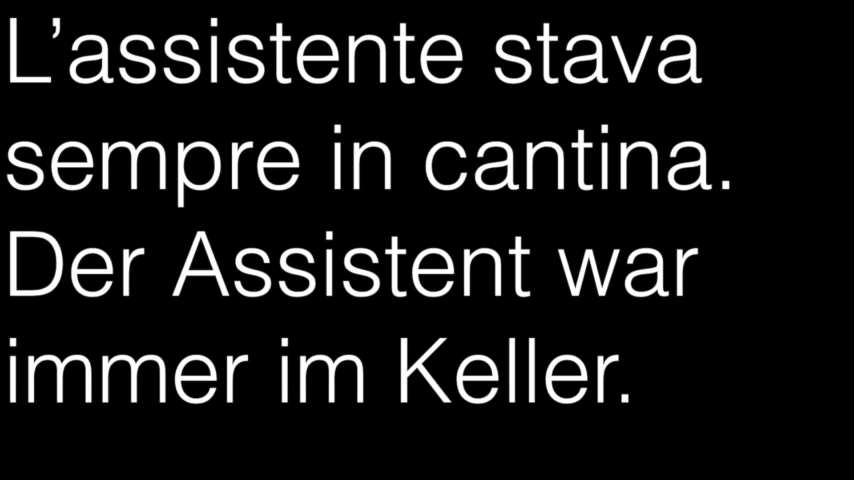 L’assistente stava
sempre in cantina.
Der Assistent war
immer im Keller.